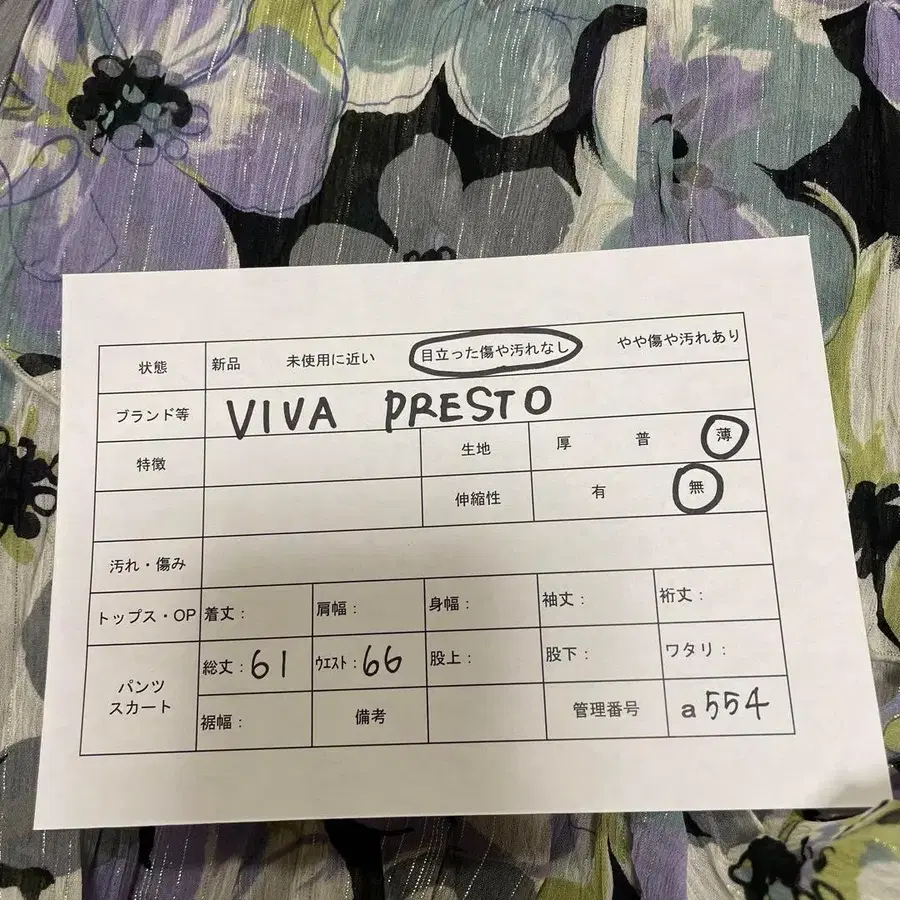 状態 新品 未使用に近い 目立った傷や汚れなし やや傷や汚れあり
ブランド等 VIVA PRESTO
特徴 生地 厚 普 薄
伸縮性 有 無
汚れ・傷み
トップス・OP 着丈: 肩幅: 身幅: 袖丈: 裄丈:
パンツ スカート 総丈:61 ウエスト:66 股上: 股下: ワタリ:
裾幅: 備考 管理番号 a554